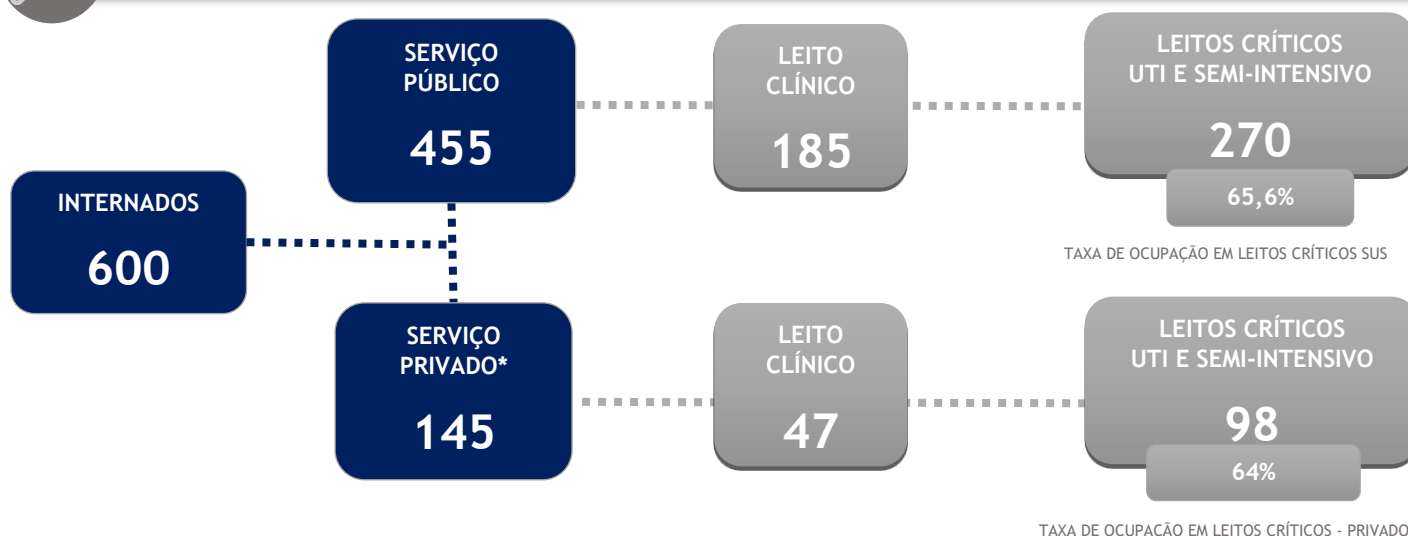 INTERNADOS
600
SERVIÇO
PÚBLICO
455
LEITO
CLÍNICO
185
LEITOS CRÍTICOS
UTI E SEMI-INTENSIVO
270
65,6%
TAXA DE OCUPAÇÃO EM LEITOS CRÍTICOS SUS
SERVIÇO
PRIVADO*
145
LEITO
CLÍNICO
47
LEITOS CRÍTICOS
UTI E SEMI-INTENSIVO
98
64%
TAXA DE OCUPAÇÃO EM LEITOS CRÍTICOS - PRIVADO